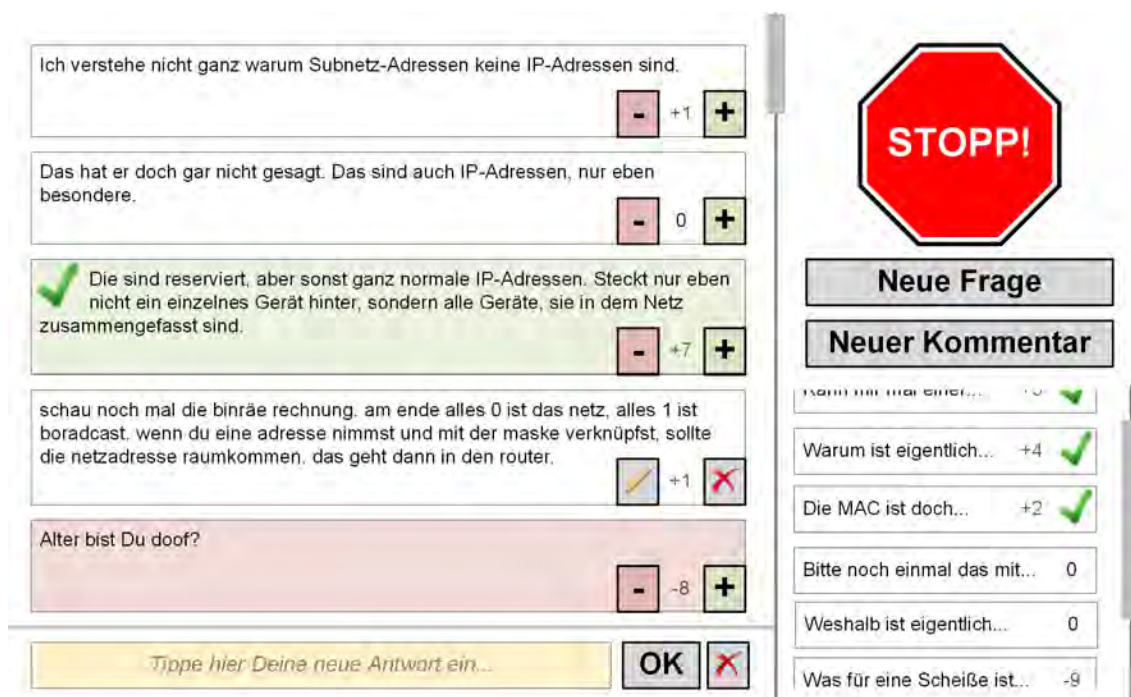 Ich verstehe nicht ganz warum Subnetz-Adressen keine IP-Adressen sind.
- +1 +
Das hat er doch gar nicht gesagt. Das sind auch IP-Adressen, nur eben
besondere.
- 0 +
Die sind reserviert, aber sonst ganz normale IP-Adressen. Steckt nur eben
nicht ein einzelnes Gerät hinter, sondern alle Geräte, sie in dem Netz
zusammengefasst sind.
- +7 +
schau noch mal die binräe rechnung. am ende alles 0 ist das netz, alles 1 ist
boradcast. wenn du eine adresse nimmst und mit der maske verknüpfst, sollte
die netzadresse raumkommen. das geht dann in den router.
+1
Alter bist Du doof?
- -8 +
Tippe hier Deine neue Antwort ein...
OK
STOPP!
Neue Frage
Neuer Kommentar
Kann mir mal einer...
Warum ist eigentlich... +4
Die MAC ist doch... +2
Bitte noch einmal das mit... 0
Weshalb ist eigentlich... 0
Was für eine Scheiße ist... -9